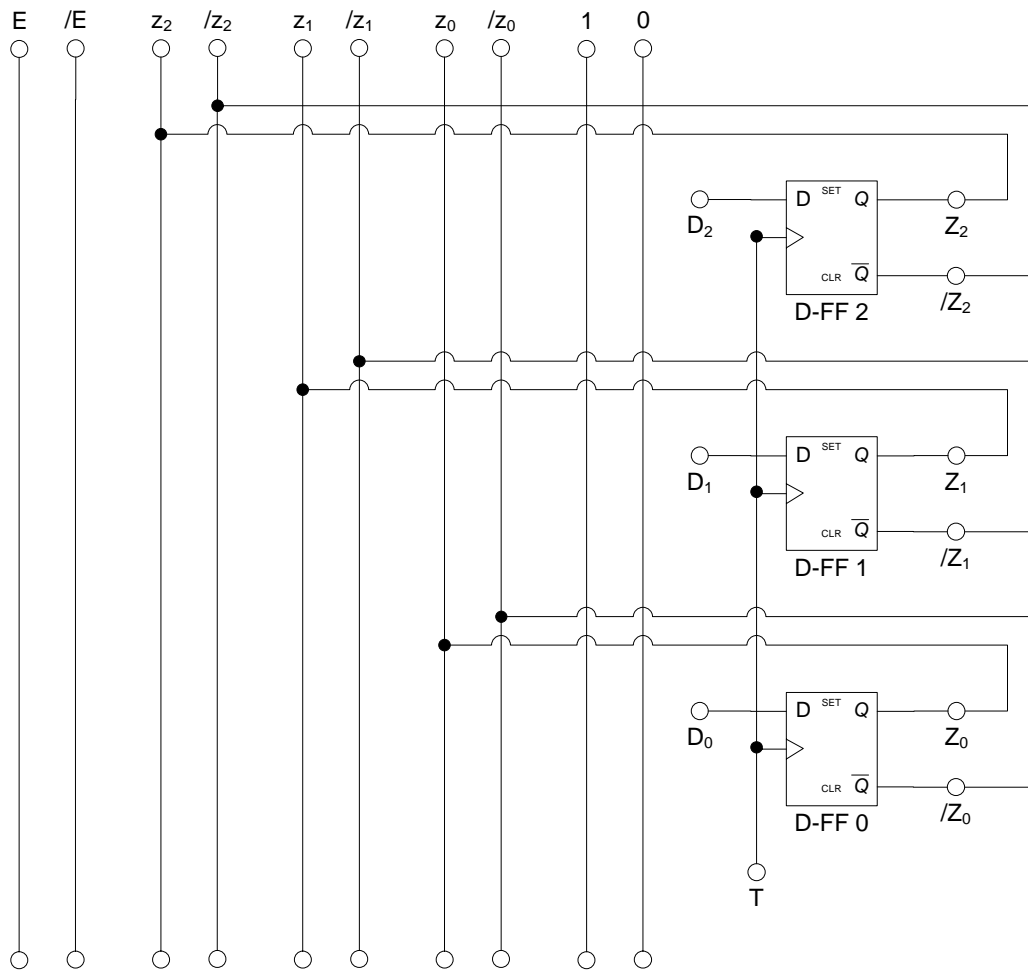 E /E z₂ /z₂ z₁ /z₁ z₀ /z₀ 1 0
D SET Q
D₂ Z₂
CLR Q̅
/Z₂
D-FF 2
D SET Q
D₁ Z₁
CLR Q̅
/Z₁
D-FF 1
D SET Q
D₀ Z₀
CLR Q̅
/Z₀
D-FF 0
T